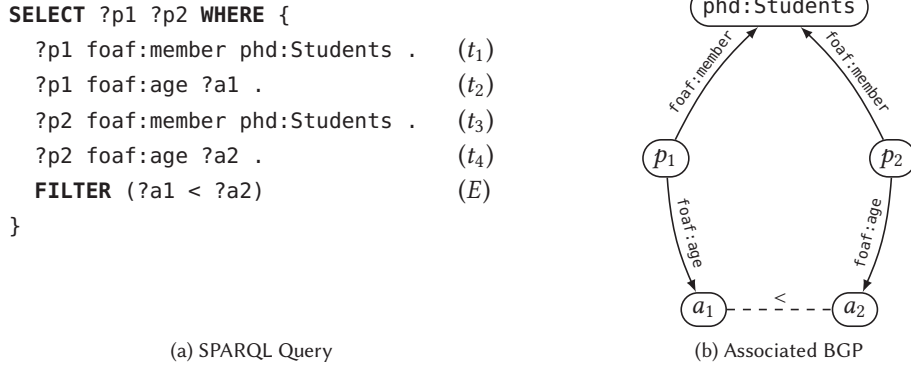 SELECT ?p1 ?p2 WHERE {
?p1 foaf:member phd:Students . (t₁)
?p1 foaf:age ?a1 . (t₂)
?p2 foaf:member phd:Students . (t₃)
?p2 foaf:age ?a2 . (t₄)
FILTER (?a1 < ?a2) (E)
}
(a) SPARQL Query
phd:Students
foaf:member
foaf:member
p₁
p₂
foaf:age
foaf:age
a₁
<
a₂
(b) Associated BGP